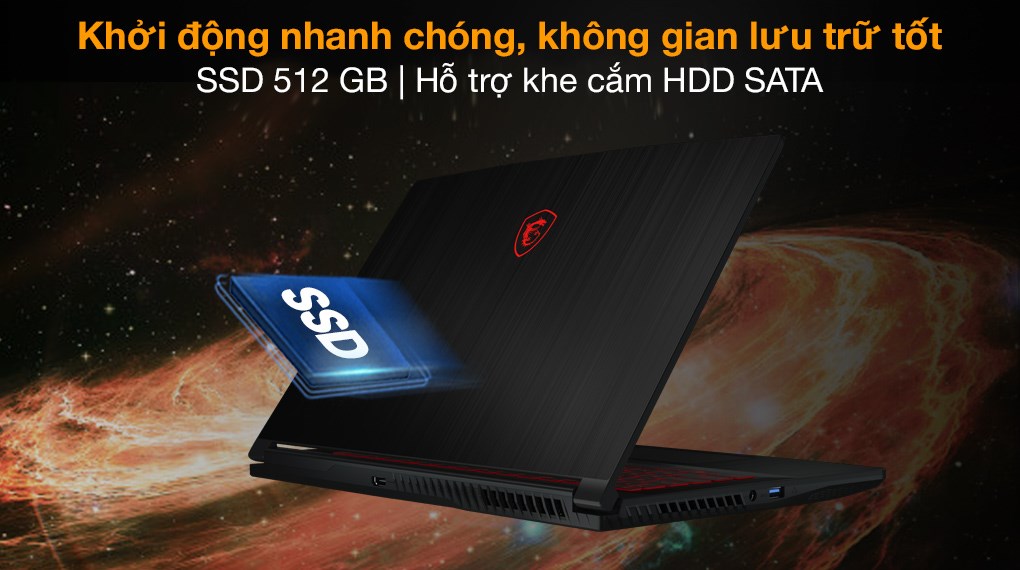 Khởi động nhanh chóng, không gian lưu trữ tốt
SSD 512 GB | Hỗ trợ khe cắm HDD SATA
SSD